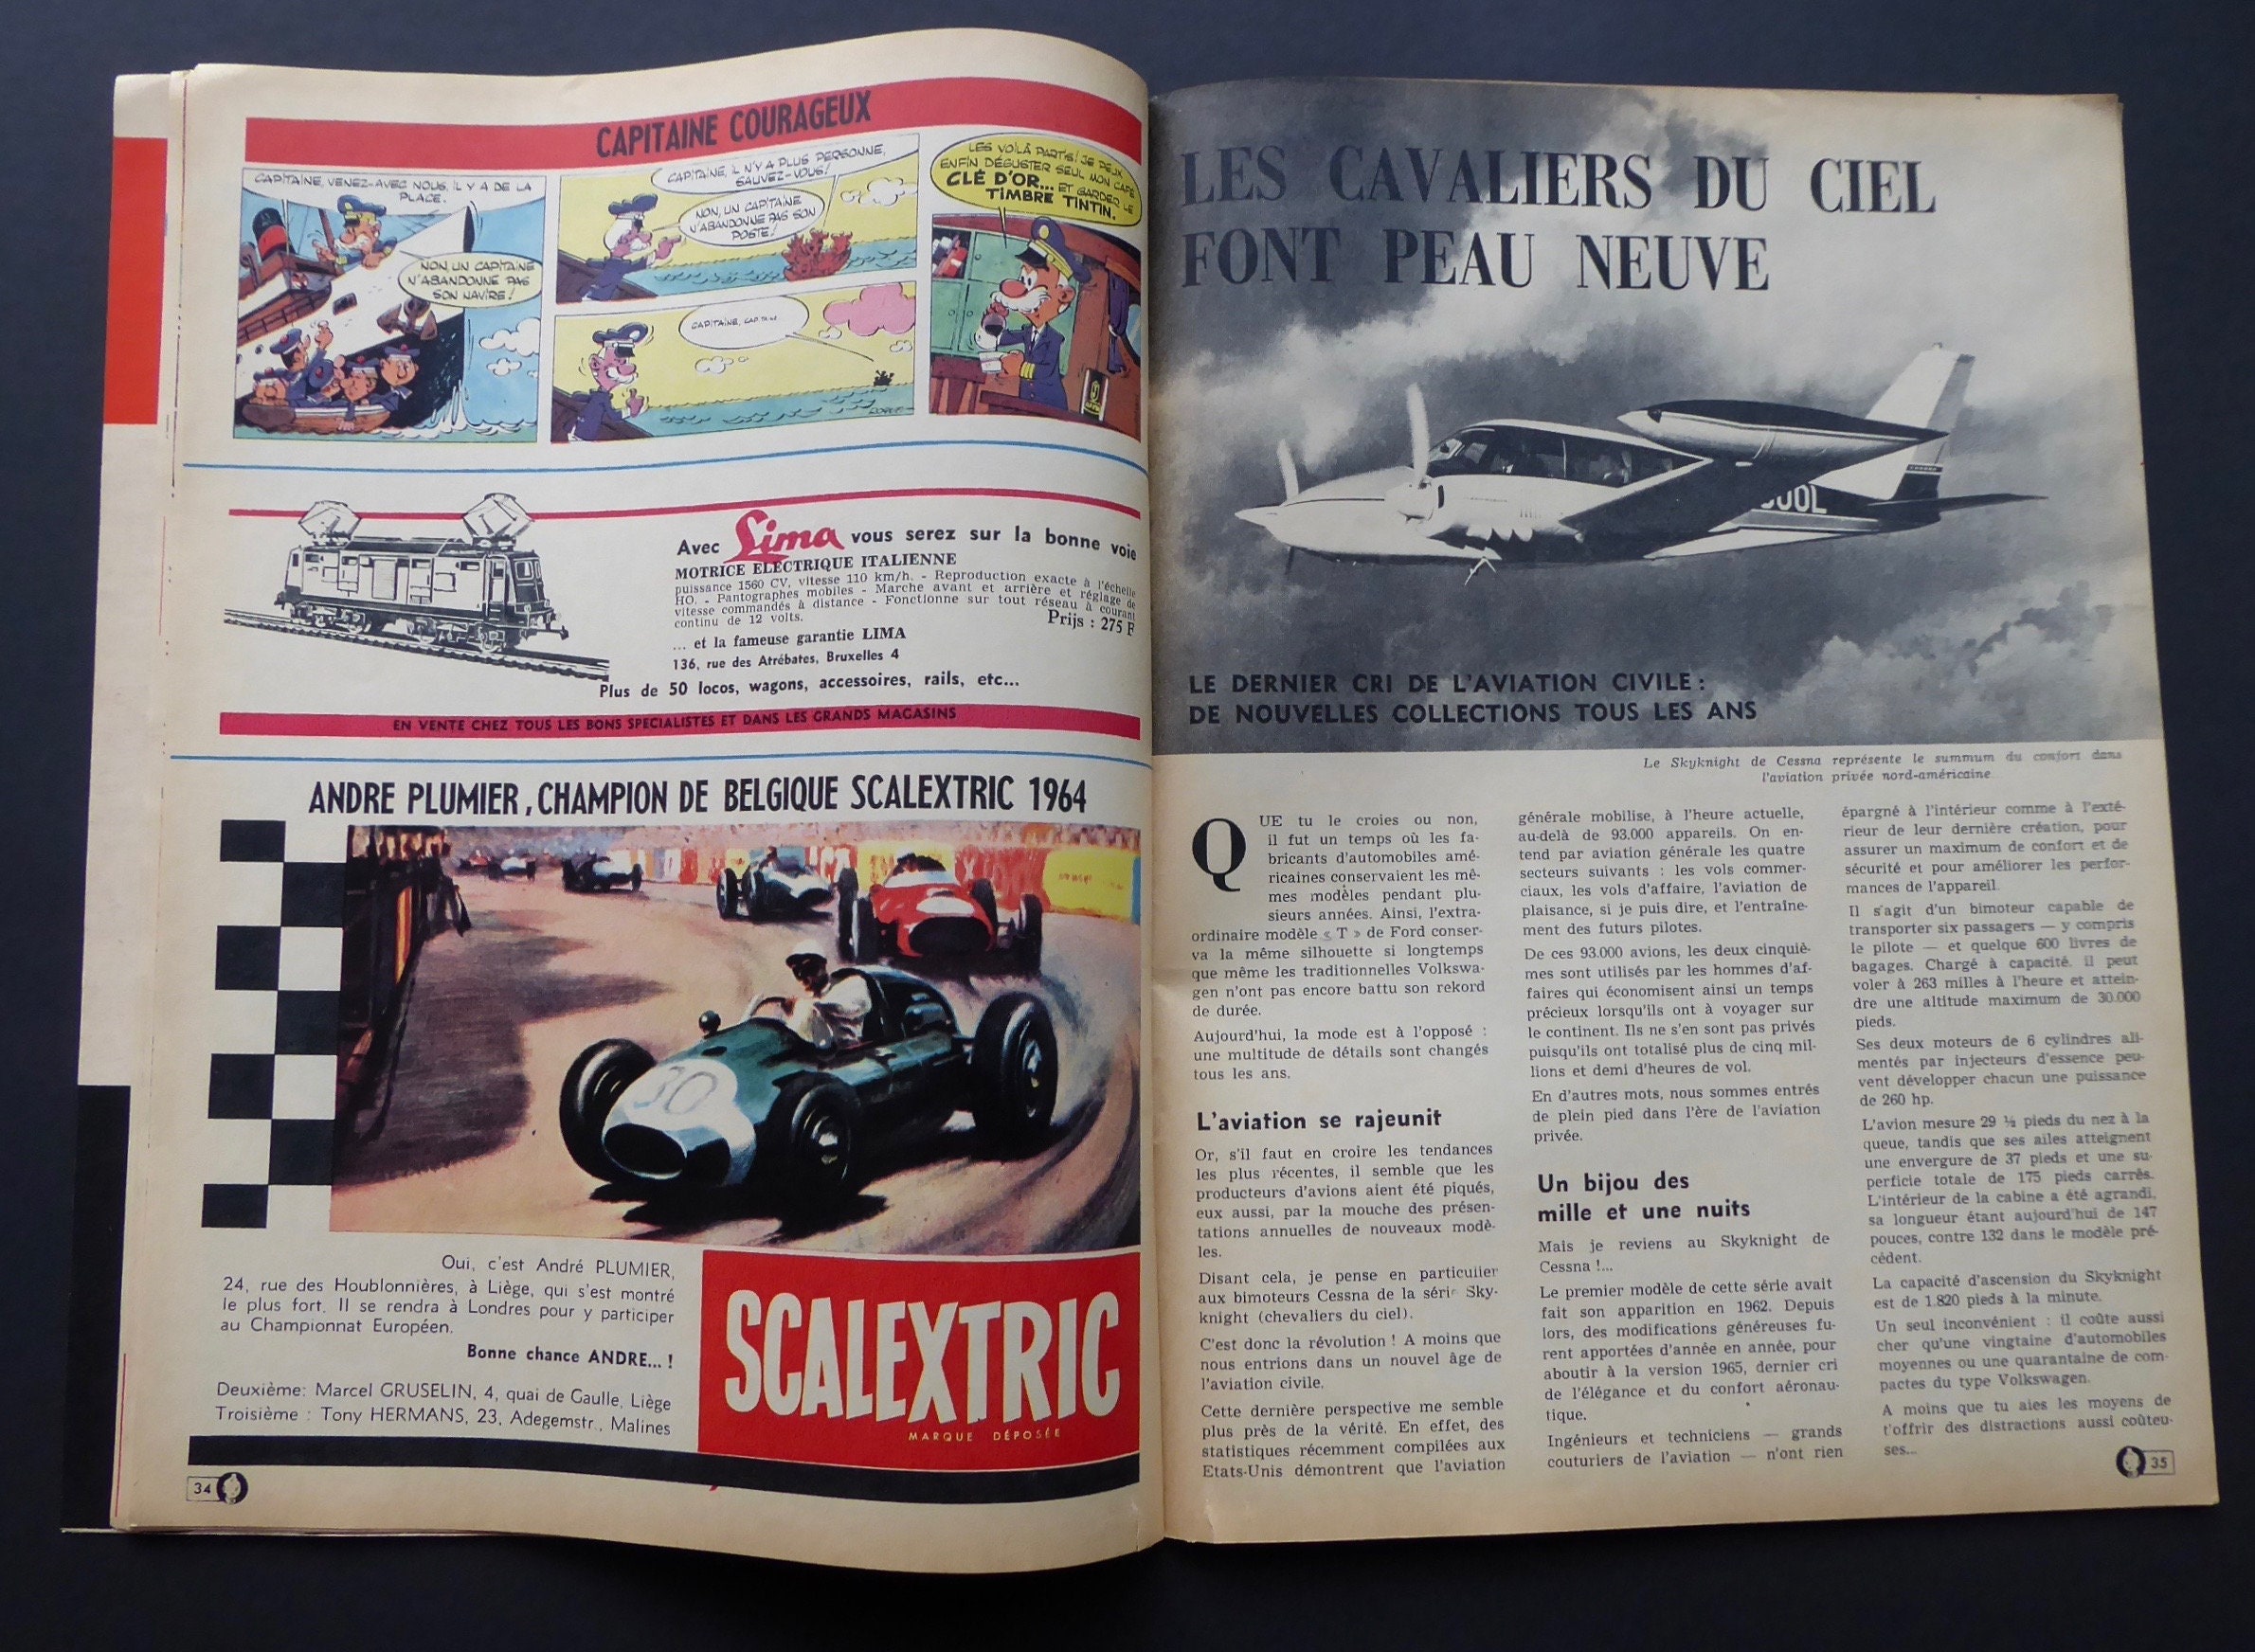 CAPITAINE COURAGEUX
CAPITAINE, VENEZ-AVEC NOUS, IL Y A DE LA
PLACE.
NON, UN CAPITAINE
N'ABANDONNE PAS
SON NAVIRE!
CAPITAINE, IL N'Y A PLUS PERSONNE,
SAUVEZ-VOUS!
NON, UN CAPITAINE
N'ABANDONNE PAS SON
POSTE!
CAPITAINE, CAPITAINE
LES VOILÀ PARTIS! JE PEUX
ENFIN DÉGUSTER SEUL MON CAFÉ
CLÉ D'OR... ET GARDER LE
TIMBRE TINTIN.
Avec Lima vous serez sur la bonne voie
MOTRICE ELECTRIQUE ITALIENNE
puissance 1560 CV, vitesse 110 km/h. - Reproduction exacte à l'échelle
HO. - Pantographes mobiles - Marche avant et arrière et réglage de
vitesse commandés à distance - Fonctionne sur tout réseau à courant
continu de 12 volts.
Prijs : 275 F
... et la fameuse garantie LIMA
136, rue des Atrébates, Bruxelles 4
Plus de 50 locos, wagons, accessoires, rails, etc...
EN VENTE CHEZ TOUS LES BONS SPECIALISTES ET DANS LES GRANDS MAGASINS
ANDRE PLUMIER, CHAMPION DE BELGIQUE SCALEXTRIC 1964
30
Oui, c'est André PLUMIER,
24, rue des Houblonnières, à Liège, qui s'est montré
le plus fort. Il se rendra à Londres pour y participer
au Championnat Européen.
Bonne chance ANDRE... !
Deuxième: Marcel GRUSELIN, 4, quai de Gaulle, Liège
Troisième : Tony HERMANS, 23, Adegemstr., Malines
SCALEXTRIC
MARQUE DÉPOSÉE
34
LES CAVALIERS DU CIEL
FONT PEAU NEUVE
LE DERNIER CRI DE L'AVIATION CIVILE :
DE NOUVELLES COLLECTIONS TOUS LES ANS
Le Skyknight de Cessna représente le summum du confort dans
l'aviation privée nord-américaine
QUE tu le croies ou non,
il fut un temps où les fa-
bricants d'automobiles amé-
ricaines conservaient les mê-
mes modèles pendant plu-
sieurs années. Ainsi, l'extra-
ordinaire modèle « T » de Ford conser-
va la même silhouette si longtemps
que même les traditionnelles Volkswa-
gen n'ont pas encore battu son rekord
de durée.
Aujourd'hui, la mode est à l'opposé :
une multitude de détails sont changés
tous les ans.
L'aviation se rajeunit
Or, s'il faut en croire les tendances
les plus récentes, il semble que les
producteurs d'avions aient été piqués,
eux aussi, par la mouche des présen-
tations annuelles de nouveaux modè-
les.
Disant cela, je pense en particulier
aux bimoteurs Cessna de la série Sky-
knight (chevaliers du ciel).
C'est donc la révolution ! A moins que
nous entrions dans un nouvel âge de
l'aviation civile.
Cette dernière perspective me semble
plus près de la vérité. En effet, des
statistiques récemment compilées aux
Etats-Unis démontrent que l'aviation
générale mobilise, à l'heure actuelle,
au-delà de 93.000 appareils. On en-
tend par aviation générale les quatre
secteurs suivants : les vols commer-
ciaux, les vols d'affaire, l'aviation de
plaisance, si je puis dire, et l'entraîne-
ment des futurs pilotes.
De ces 93.000 avions, les deux cinquiè-
mes sont utilisés par les hommes d'af-
faires qui économisent ainsi un temps
précieux lorsqu'ils ont à voyager sur
le continent. Ils ne s'en sont pas privés
puisqu'ils ont totalisé plus de cinq mil-
lions et demi d'heures de vol.
En d'autres mots, nous sommes entrés
de plein pied dans l'ère de l'aviation
privée.
Un bijou des
mille et une nuits
Mais je reviens au Skyknight de
Cessna !...
Le premier modèle de cette série avait
fait son apparition en 1962. Depuis
lors, des modifications généreuses fu-
rent apportées d'année en année, pour
aboutir à la version 1965, dernier cri
de l'élégance et du confort aéronau-
tique.
Ingénieurs et techniciens — grands
couturiers de l'aviation — n'ont rien
épargné à l'intérieur comme à l'exté-
rieur de leur dernière création, pour
assurer un maximum de confort et de
sécurité et pour améliorer les perfor-
mances de l'appareil.
Il s'agit d'un bimoteur capable de
transporter six passagers — y compris
le pilote — et quelque 600 livres de
bagages. Chargé à capacité, il peut
voler à 263 milles à l'heure et attein-
dre une altitude maximum de 30.000
pieds.
Ses deux moteurs de 6 cylindres ali-
mentés par injecteurs d'essence peu-
vent développer chacun une puissance
de 260 hp.
L'avion mesure 29 ½ pieds du nez à la
queue, tandis que ses ailes atteignent
une envergure de 37 pieds et une su-
perficie totale de 175 pieds carrés.
L'intérieur de la cabine a été agrandi,
sa longueur étant aujourd'hui de 147
pouces, contre 132 dans le modèle pré-
cédent.
La capacité d'ascension du Skyknight
est de 1.820 pieds à la minute.
Un seul inconvénient : il coûte aussi
cher qu'une vingtaine d'automobiles
moyennes ou une quarantaine de com-
pactes du type Volkswagen.
A moins que tu aies les moyens de
t'offrir des distractions aussi coûteu-
ses...
35